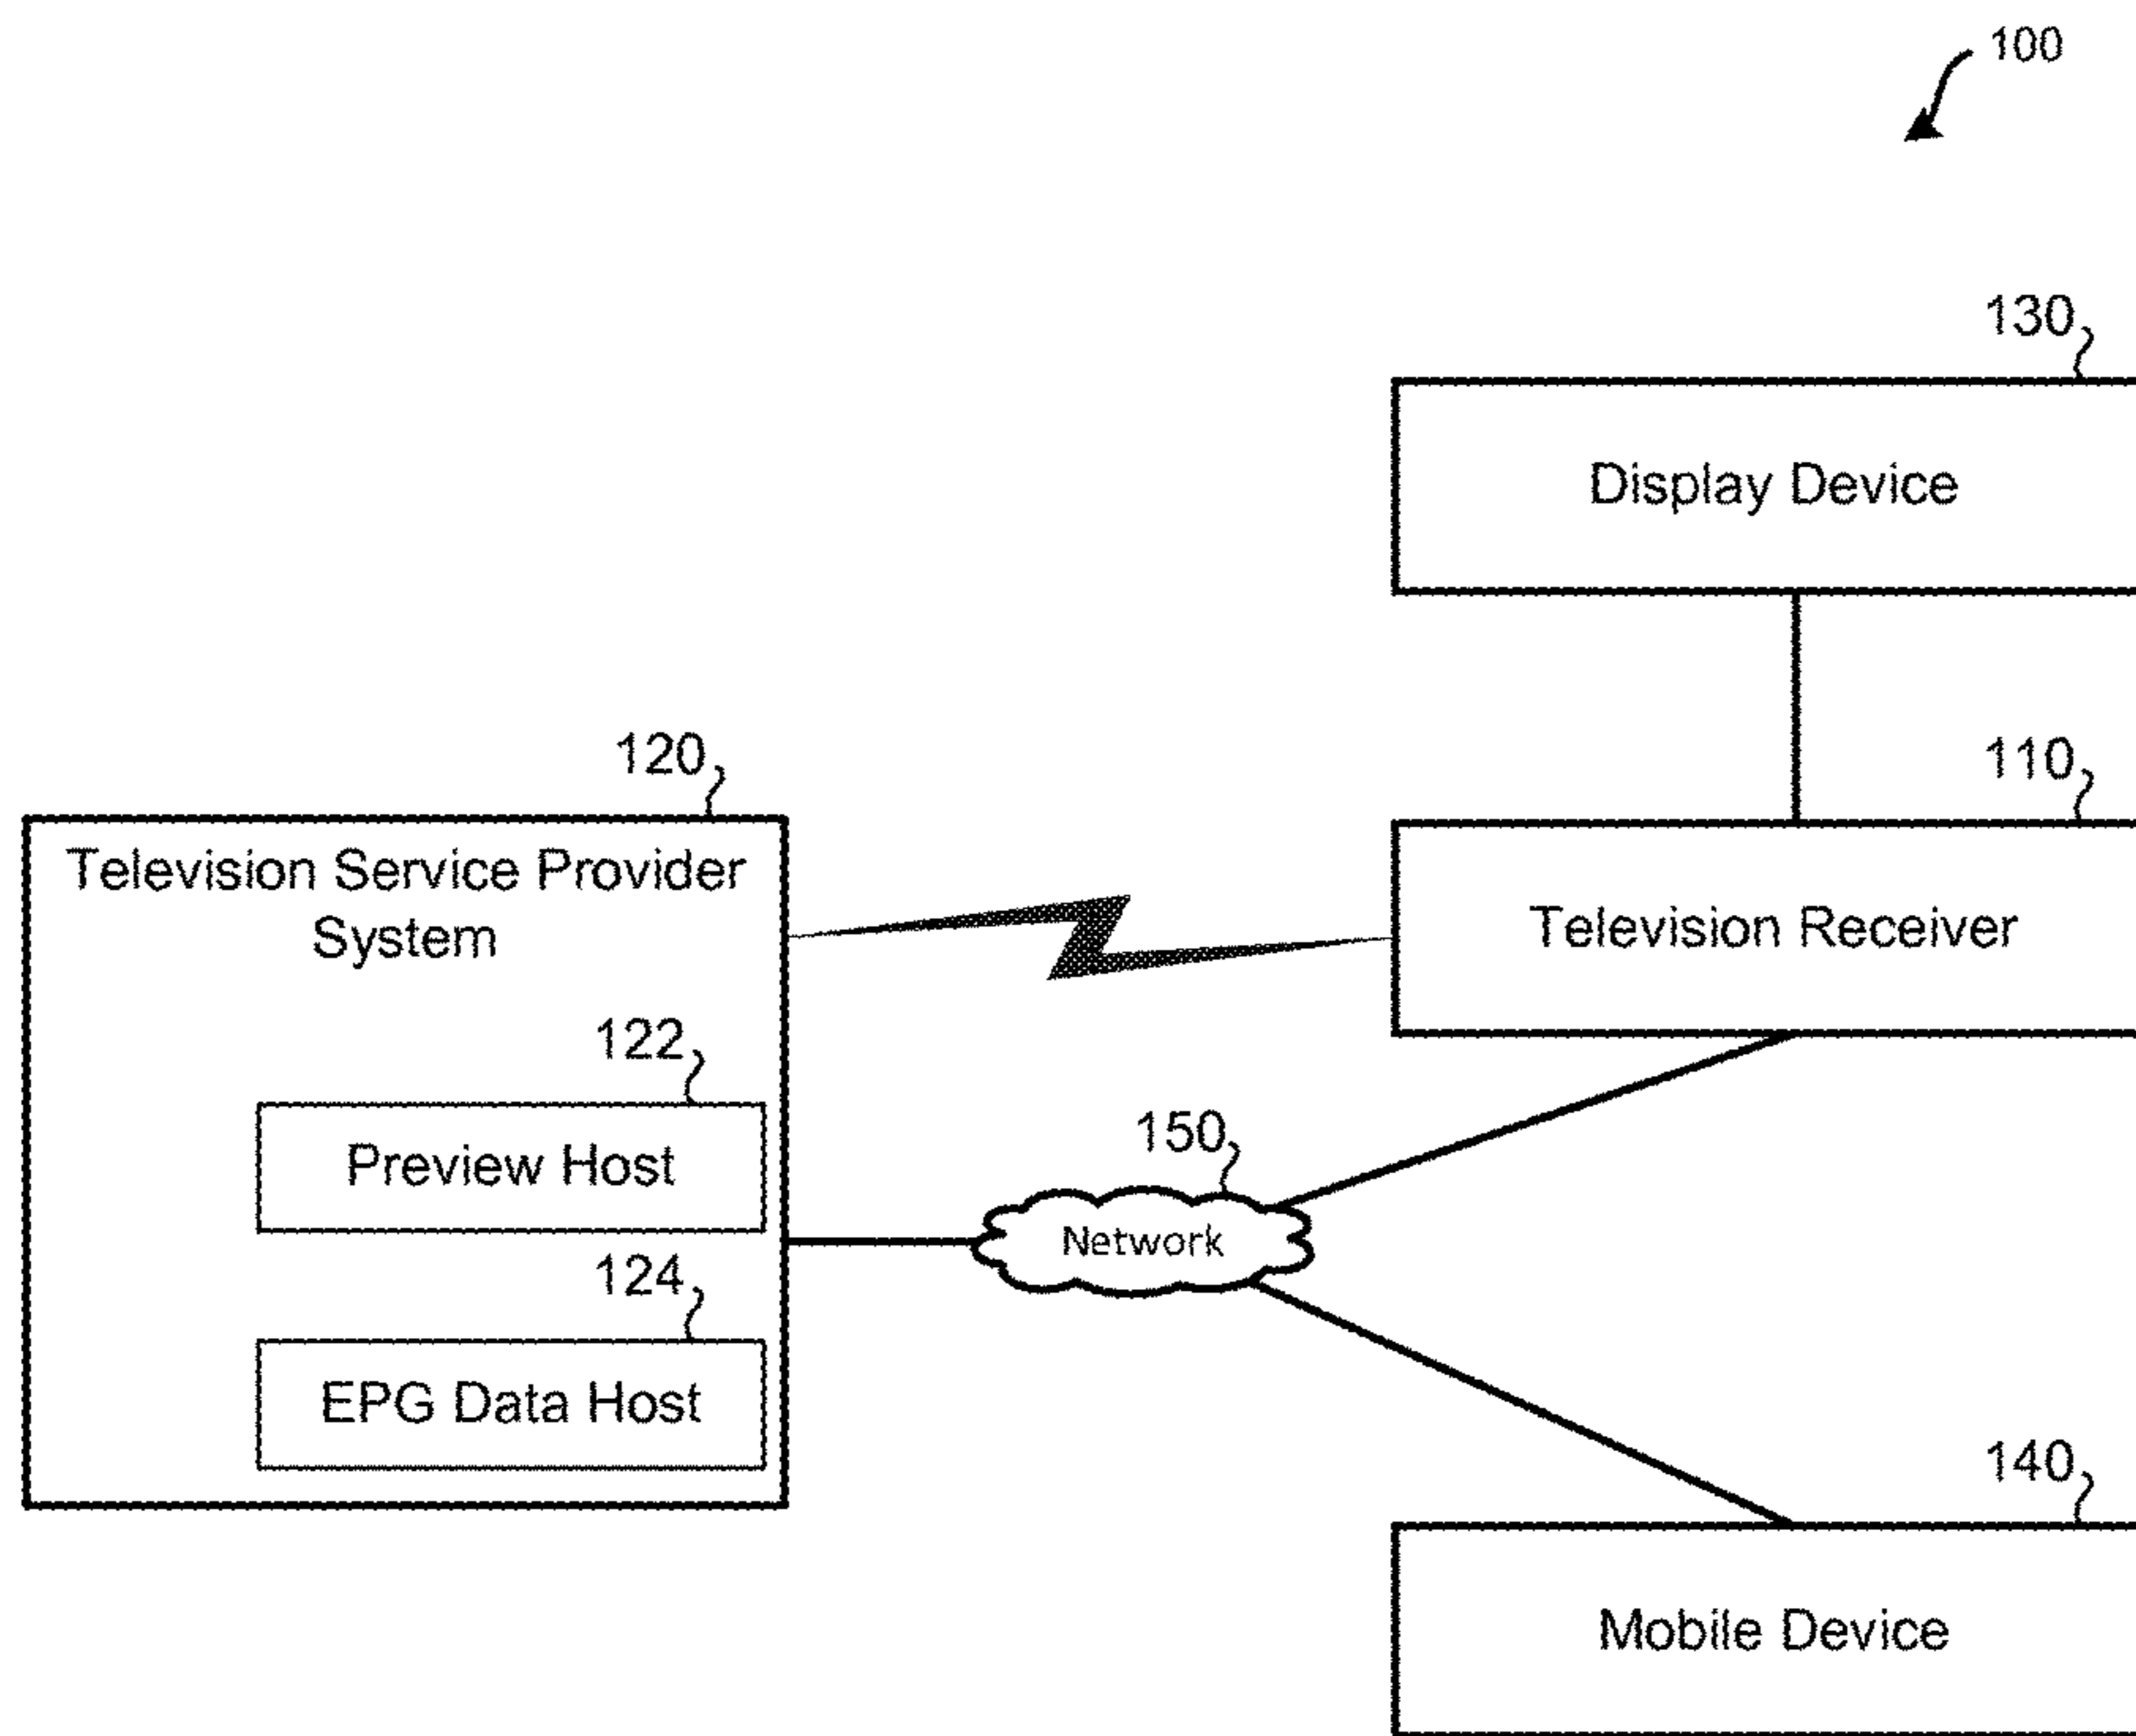 100
130
Display Device
120
110
Television Service Provider
System
Television Receiver
122
Preview Host
150
Network
124
EPG Data Host
140
Mobile Device